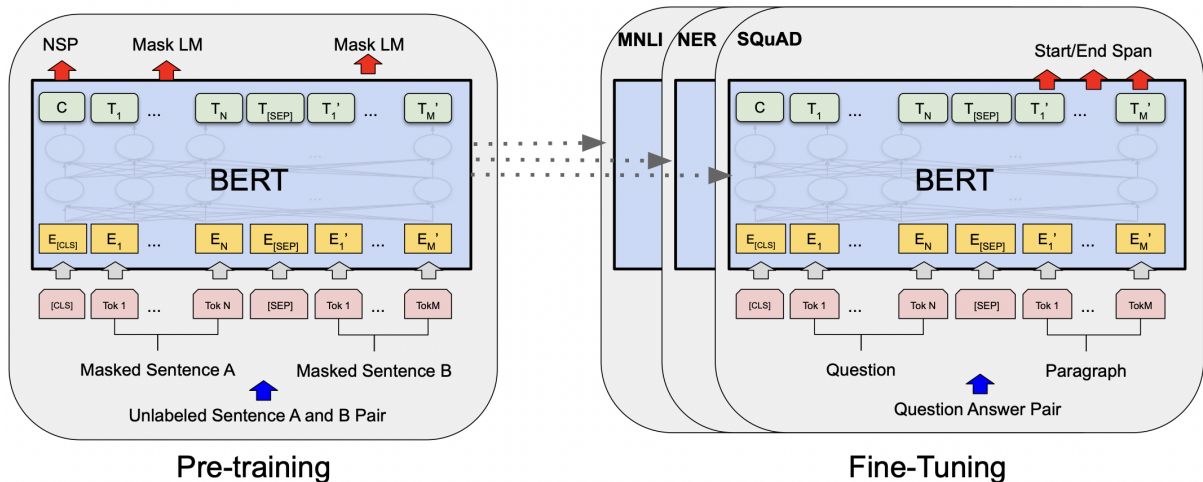 NSP Mask LM Mask LM
C T1 ... TN T[SEP] T1' ... TM'
...
BERT
...
E[CLS] E1 ... EN E[SEP] E1' ... EM'
[CLS] Tok 1 ... Tok N [SEP] Tok 1 ... TokM
Masked Sentence A Masked Sentence B
Unlabeled Sentence A and B Pair
Pre-training
MNLI NER SQuAD
Start/End Span
C T1 ... TN T[SEP] T1' ... TM'
...
BERT
...
E[CLS] E1 ... EN E[SEP] E1' ... EM'
[CLS] Tok 1 ... Tok N [SEP] Tok 1 ... TokM
Question Paragraph
Question Answer Pair
Fine-Tuning